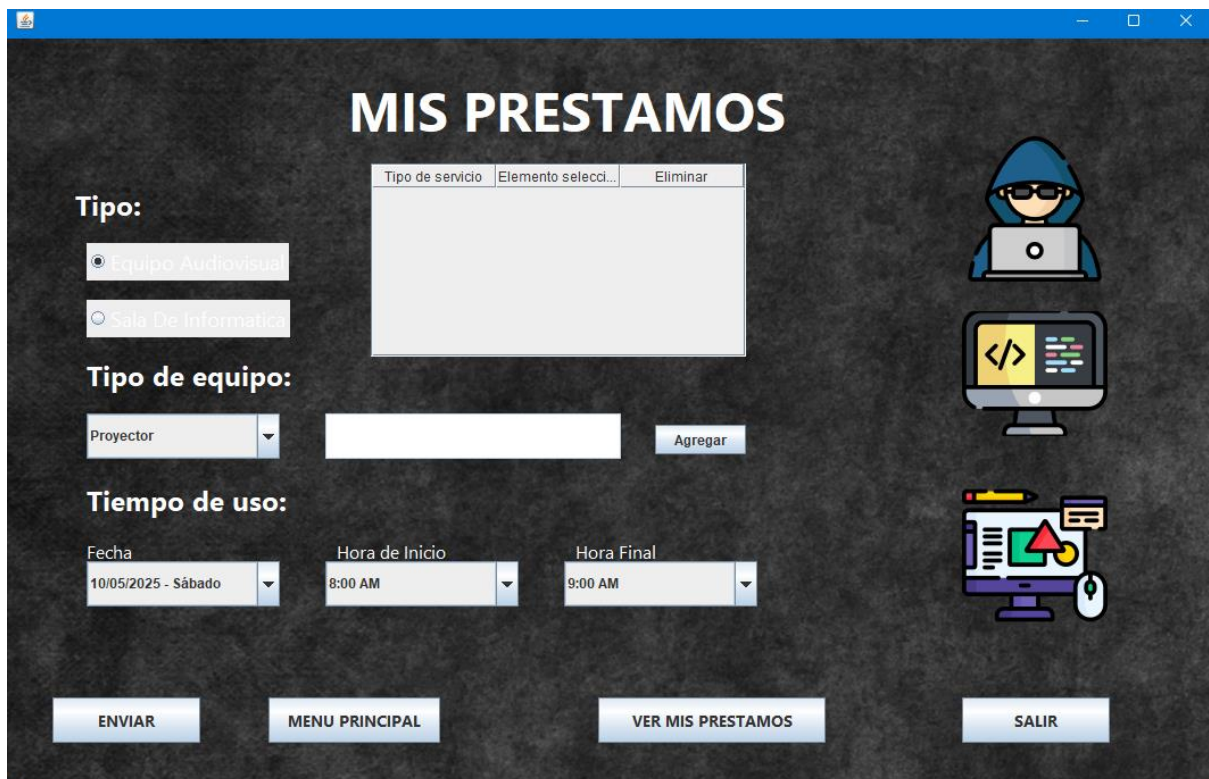 MIS PRESTAMOS
Tipo de servicio Elemento selecci... Eliminar
Tipo:
Equipo Audiovisual
Sala De Informatica
Tipo de equipo:
Proyector
Agregar
Tiempo de uso:
Fecha Hora de Inicio Hora Final
10/05/2025 - Sábado 8:00 AM 9:00 AM
ENVIAR MENU PRINCIPAL VER MIS PRESTAMOS SALIR